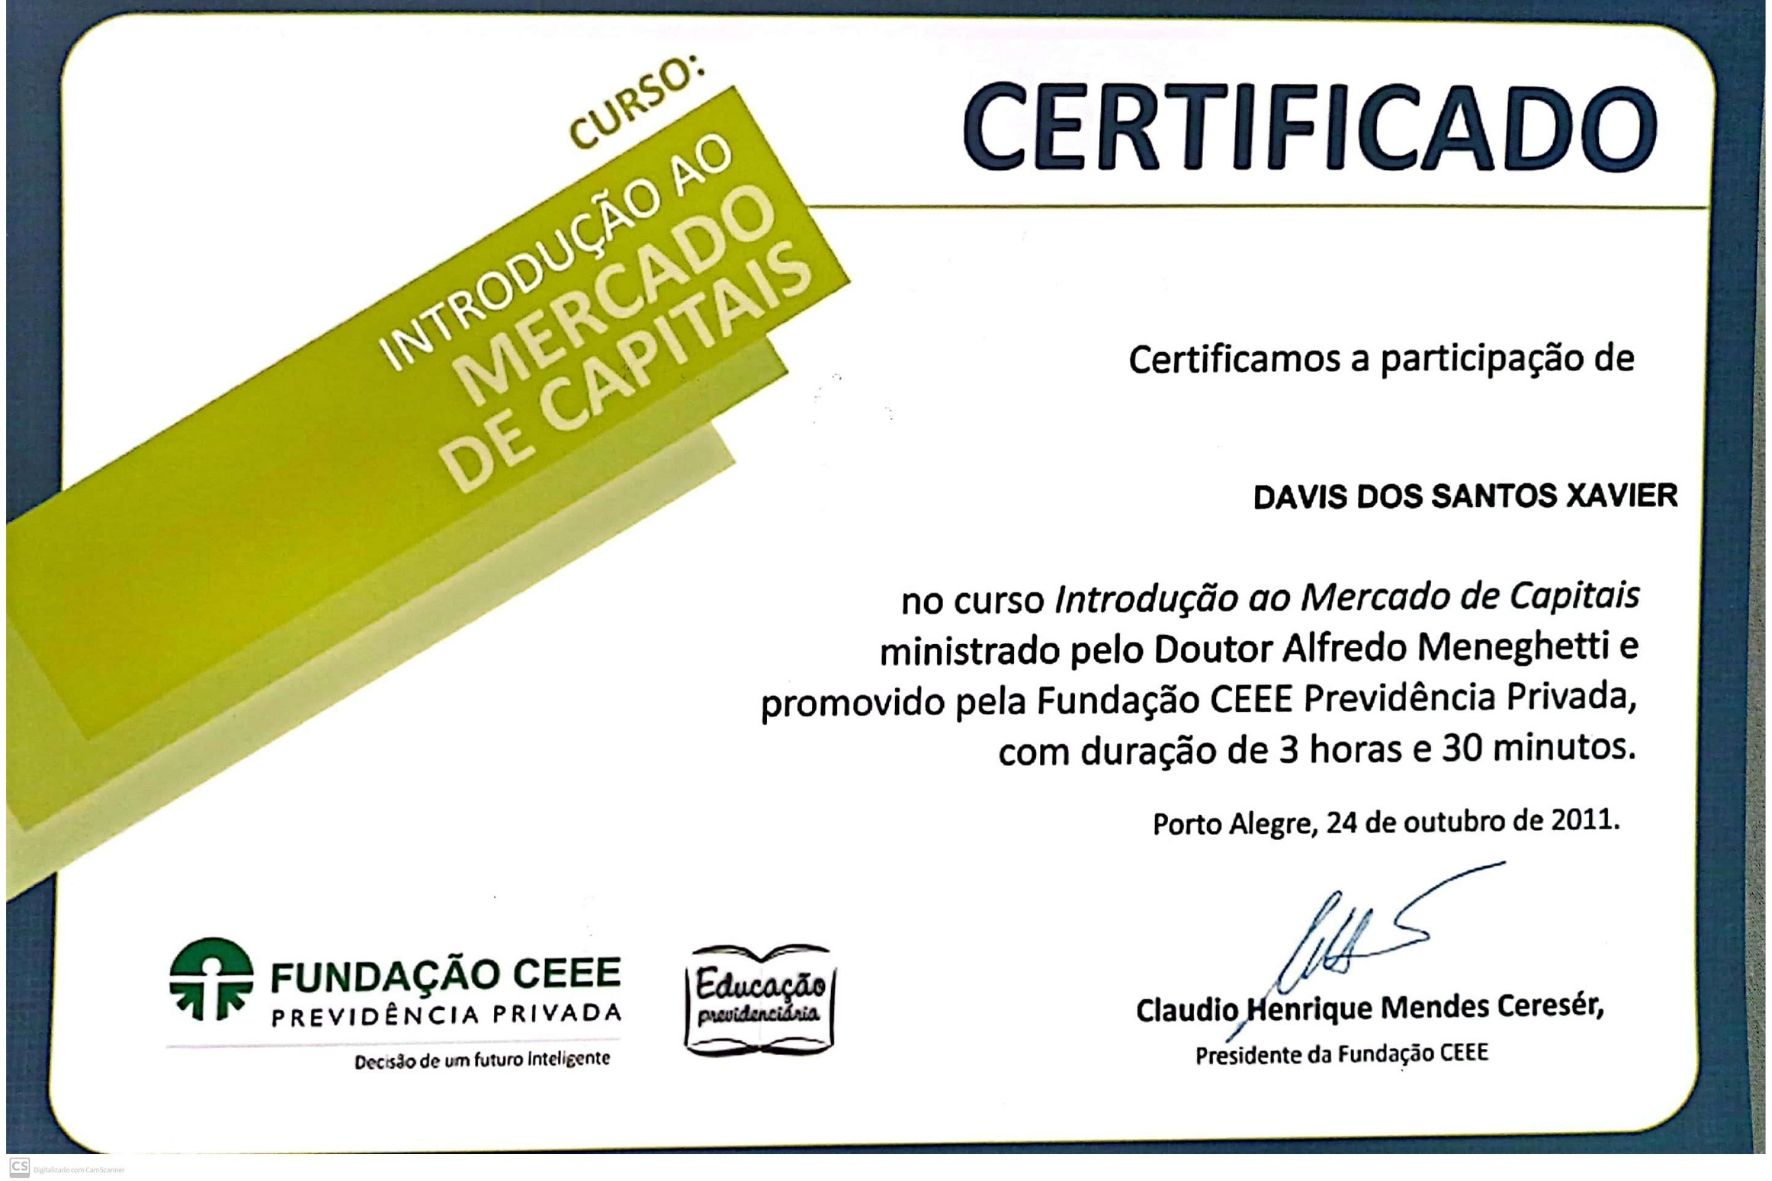 CURSO:
INTRODUÇÃO AO
MERCADO
DE CAPITAIS
CERTIFICADO
Certificamos a participação de
DAVIS DOS SANTOS XAVIER
no curso Introdução ao Mercado de Capitais
ministrado pelo Doutor Alfredo Meneghetti e
promovido pela Fundação CEEE Previdência Privada,
com duração de 3 horas e 30 minutos.
Porto Alegre, 24 de outubro de 2011.
Claudio Henrique Mendes Ceresér,
Presidente da Fundação CEEE
FUNDAÇÃO CEEE
PREVIDÊNCIA PRIVADA
Decisão de um futuro Inteligente
Educação
previdenciária
CS Digitalizado com CamScanner